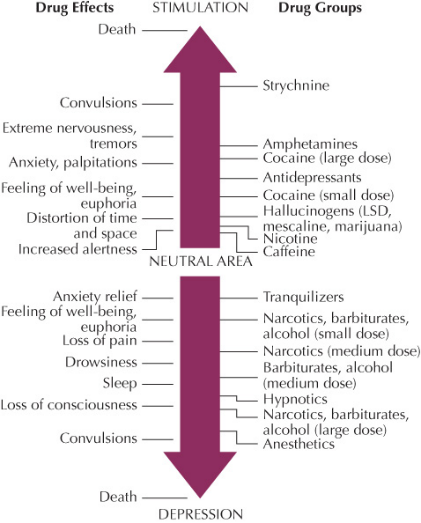 Drug Effects
STIMULATION
Drug Groups
Death
Strychnine
Convulsions
Extreme nervousness,
tremors
Amphetamines
Cocaine (large dose)
Anxiety, palpitations
Antidepressants
Feeling of well-being,
euphoria
Cocaine (small dose)
Hallucinogens (LSD,
mescaline, marijuana)
Distortion of time
and space
Nicotine
Increased alertness
Caffeine
NEUTRAL AREA
Anxiety relief
Tranquilizers
Feeling of well-being,
euphoria
Narcotics, barbiturates,
alcohol (small dose)
Loss of pain
Narcotics (medium dose)
Drowsiness
Barbiturates, alcohol
(medium dose)
Sleep
Hypnotics
Loss of consciousness
Narcotics, barbiturates,
alcohol (large dose)
Convulsions
Anesthetics
Death
DEPRESSION